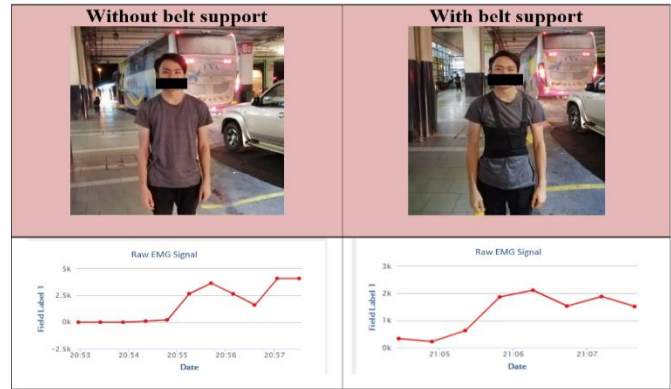 Without belt support
With belt support
Raw EMG Signal
Field Label 1
5k
2.5k
0k
−2.5k
20:53
20:54
20:55
20:56
20:57
Date
Raw EMG Signal
Field Label 1
3k
2k
1k
0k
21:05
21:06
21:07
Date